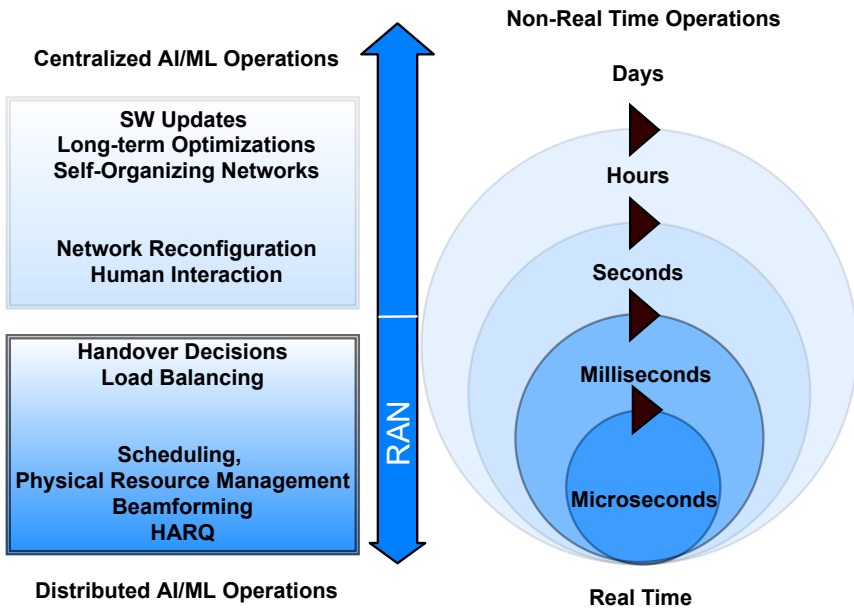 Centralized AI/ML Operations
SW Updates
Long-term Optimizations
Self-Organizing Networks
Network Reconfiguration
Human Interaction
Handover Decisions
Load Balancing
Scheduling,
Physical Resource Management
Beamforming
HARQ
Distributed AI/ML Operations
RAN
Non-Real Time Operations
Days
Hours
Seconds
Milliseconds
Microseconds
Real Time